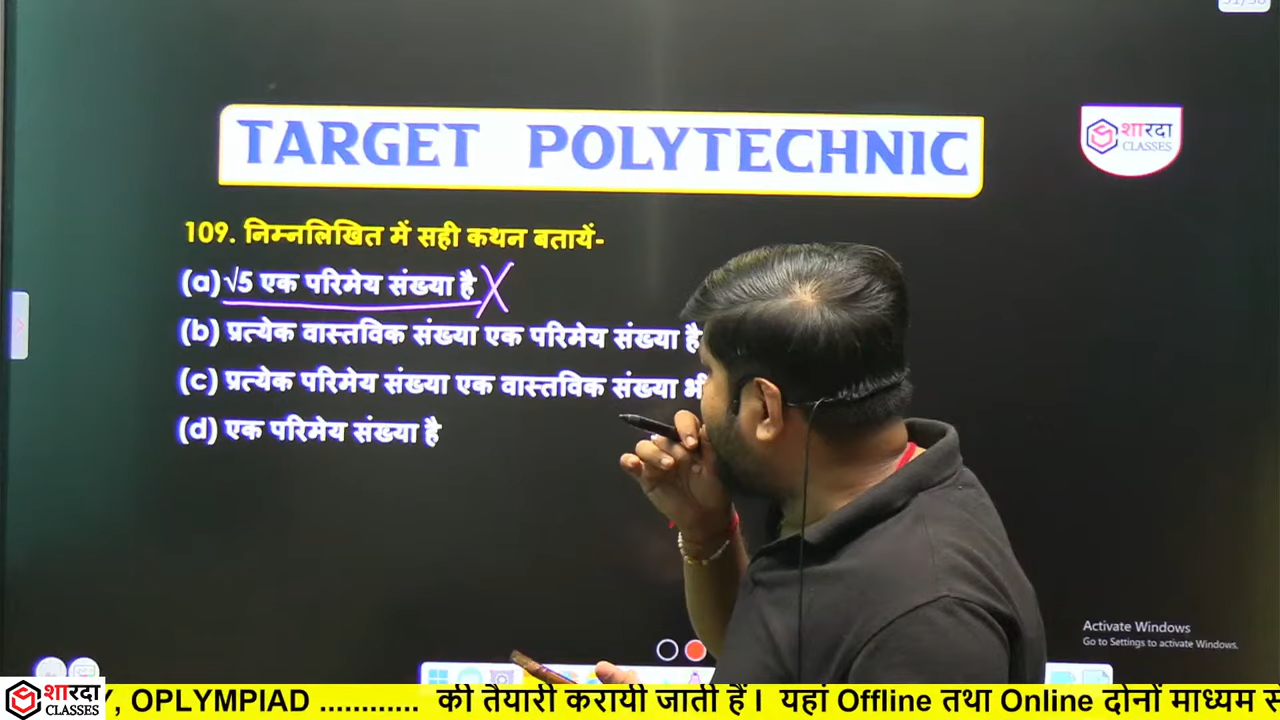 TARGET POLYTECHNIC
शारदा
CLASSES
109. निम्नलिखित में सही कथन बतायें-
(a) √5 एक परिमेय संख्या है
(b) प्रत्येक वास्तविक संख्या एक परिमेय संख्या है
(c) प्रत्येक परिमेय संख्या एक वास्तविक संख्या भी
(d) एक परिमेय संख्या है
Activate Windows
Go to Settings to activate Windows.
शारदा
CLASSES
, OPLYMPIAD ............ की तैयारी करायी जाती हैं I यहां Offline तथा Online दोनों माध्यम